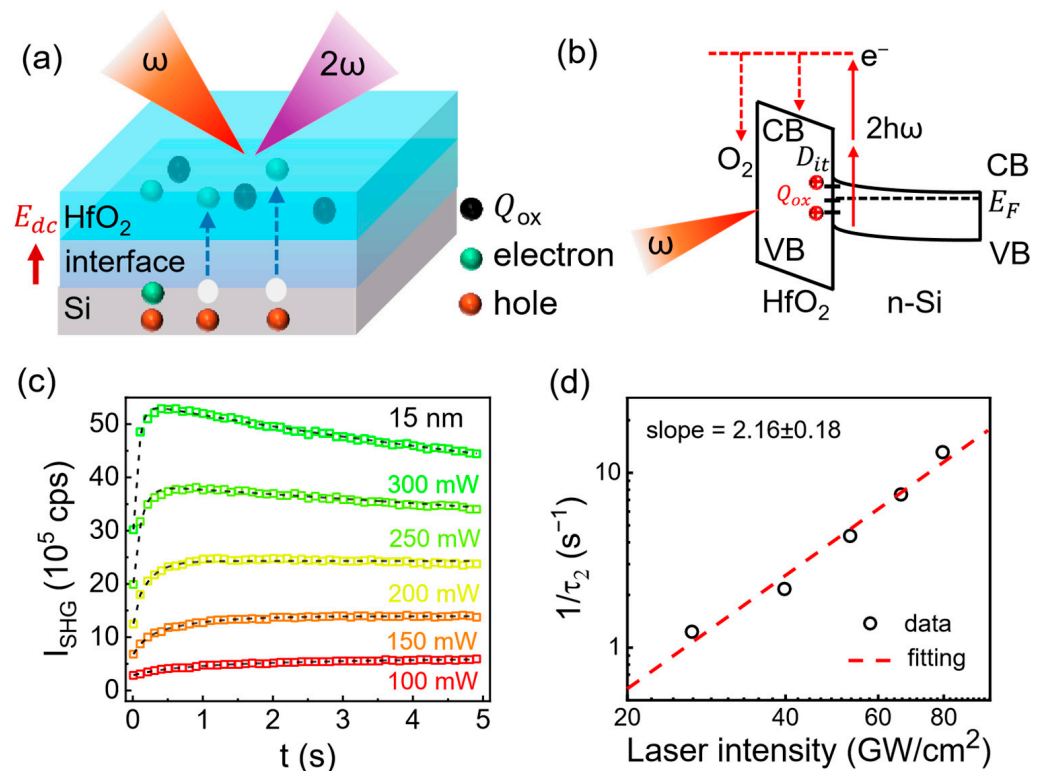 (a)
ω
2ω
E_dc
HfO₂
interface
Si
Q_ox
electron
hole
(b)
e⁻
2hω
CB
O₂
D_it
CB
Q_ox
E_F
ω
VB
VB
HfO₂
n-Si
(c)
I_SHG (10⁵ cps)
50
40
30
20
10
0
15 nm
300 mW
250 mW
200 mW
150 mW
100 mW
0 1 2 3 4 5
t (s)
(d)
slope = 2.16±0.18
1/τ₂ (s⁻¹)
10
1
data
fitting
20 40 60 80
Laser intensity (GW/cm²)